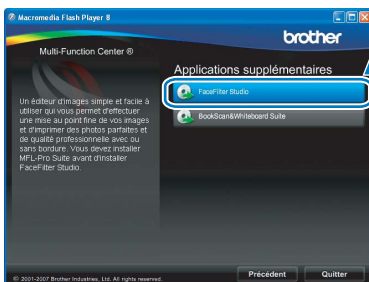 Macromedia Flash Player 8
brother
Multi-Function Center ®
Applications supplémentaires
FaceFilter Studio
BookScan&Whiteboard Suite
Un éditeur d'images simple et facile à
utiliser qui vous permet d'effectuer
une mise au point fine de vos images
et d'imprimer des photos parfaites et
de qualité professionnelle avec ou
sans bordure. Vous devez installer
MFL-Pro Suite avant d'installer
FaceFilter Studio.
Précédent
Quitter
© 2001-2007 Brother Industries, Ltd. All rights reserved.